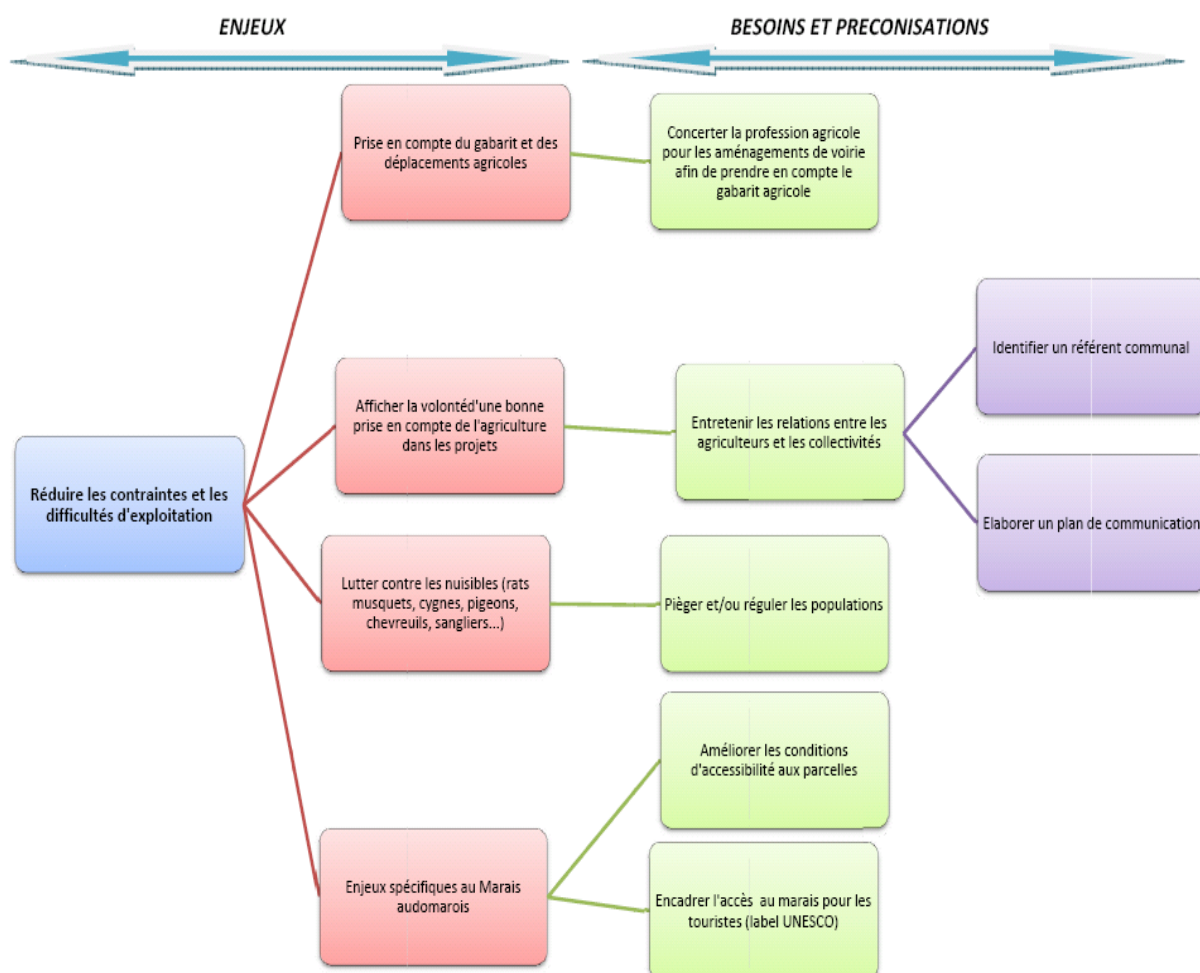 ENJEUX
BESOINS ET PRECONISATIONS
Prise en compte du gabarit et des
déplacements agricoles
Concerter la profession agricole
pour les aménagements de voirie
afin de prendre en compte le
gabarit agricole
Identifier un référent communal
Afficher la volontéd'une bonne
prise en compte de l'agriculture
dans les projets
Entretenir les relations entre les
agriculteurs et les collectivités
Réduire les contraintes et les
difficultés d'exploitation
Elaborer un plan de communication
Lutter contre les nuisibles (rats
musquets, cygnes, pigeons,
chevreuils, sangliers...)
Pièger et/ou réguler les populations
Améliorer les conditions
d'accessibilité aux parcelles
Enjeux spécifiques au Marais
audomarois
Encadrer l'accès au marais pour les
touristes (label UNESCO)